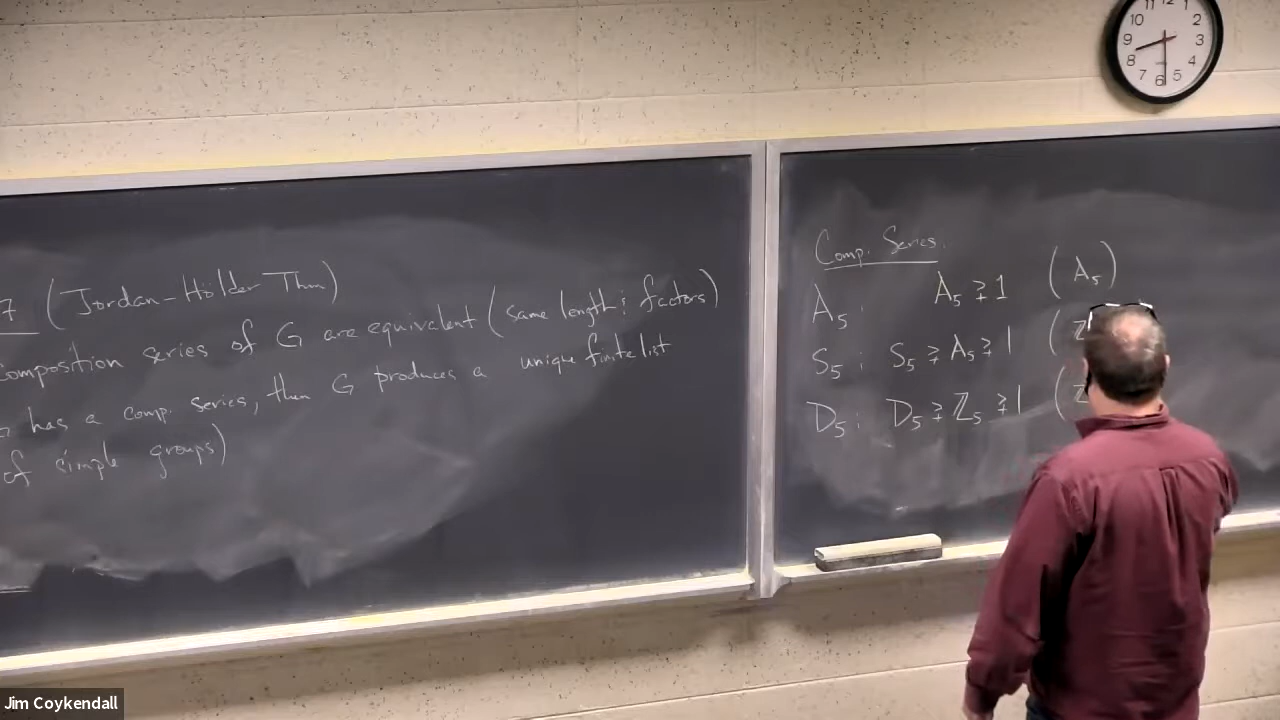 7 (Jordan-Hölder Thm)
Composition series of G are equivalent (same length & factors)
has a comp. series, then G produces a unique finite list
of simple groups)
Comp. Series.
A₅: A₅ ⪈ 1 (A₅)
S₅: S₅ ⪈ A₅ ⪈ 1 (Z
D₅: D₅ ⪈ ℤ₅ ⪈ 1 (Z
11 12 1
10 2
9 3
8 4
7 6 5
Jim Coykendall